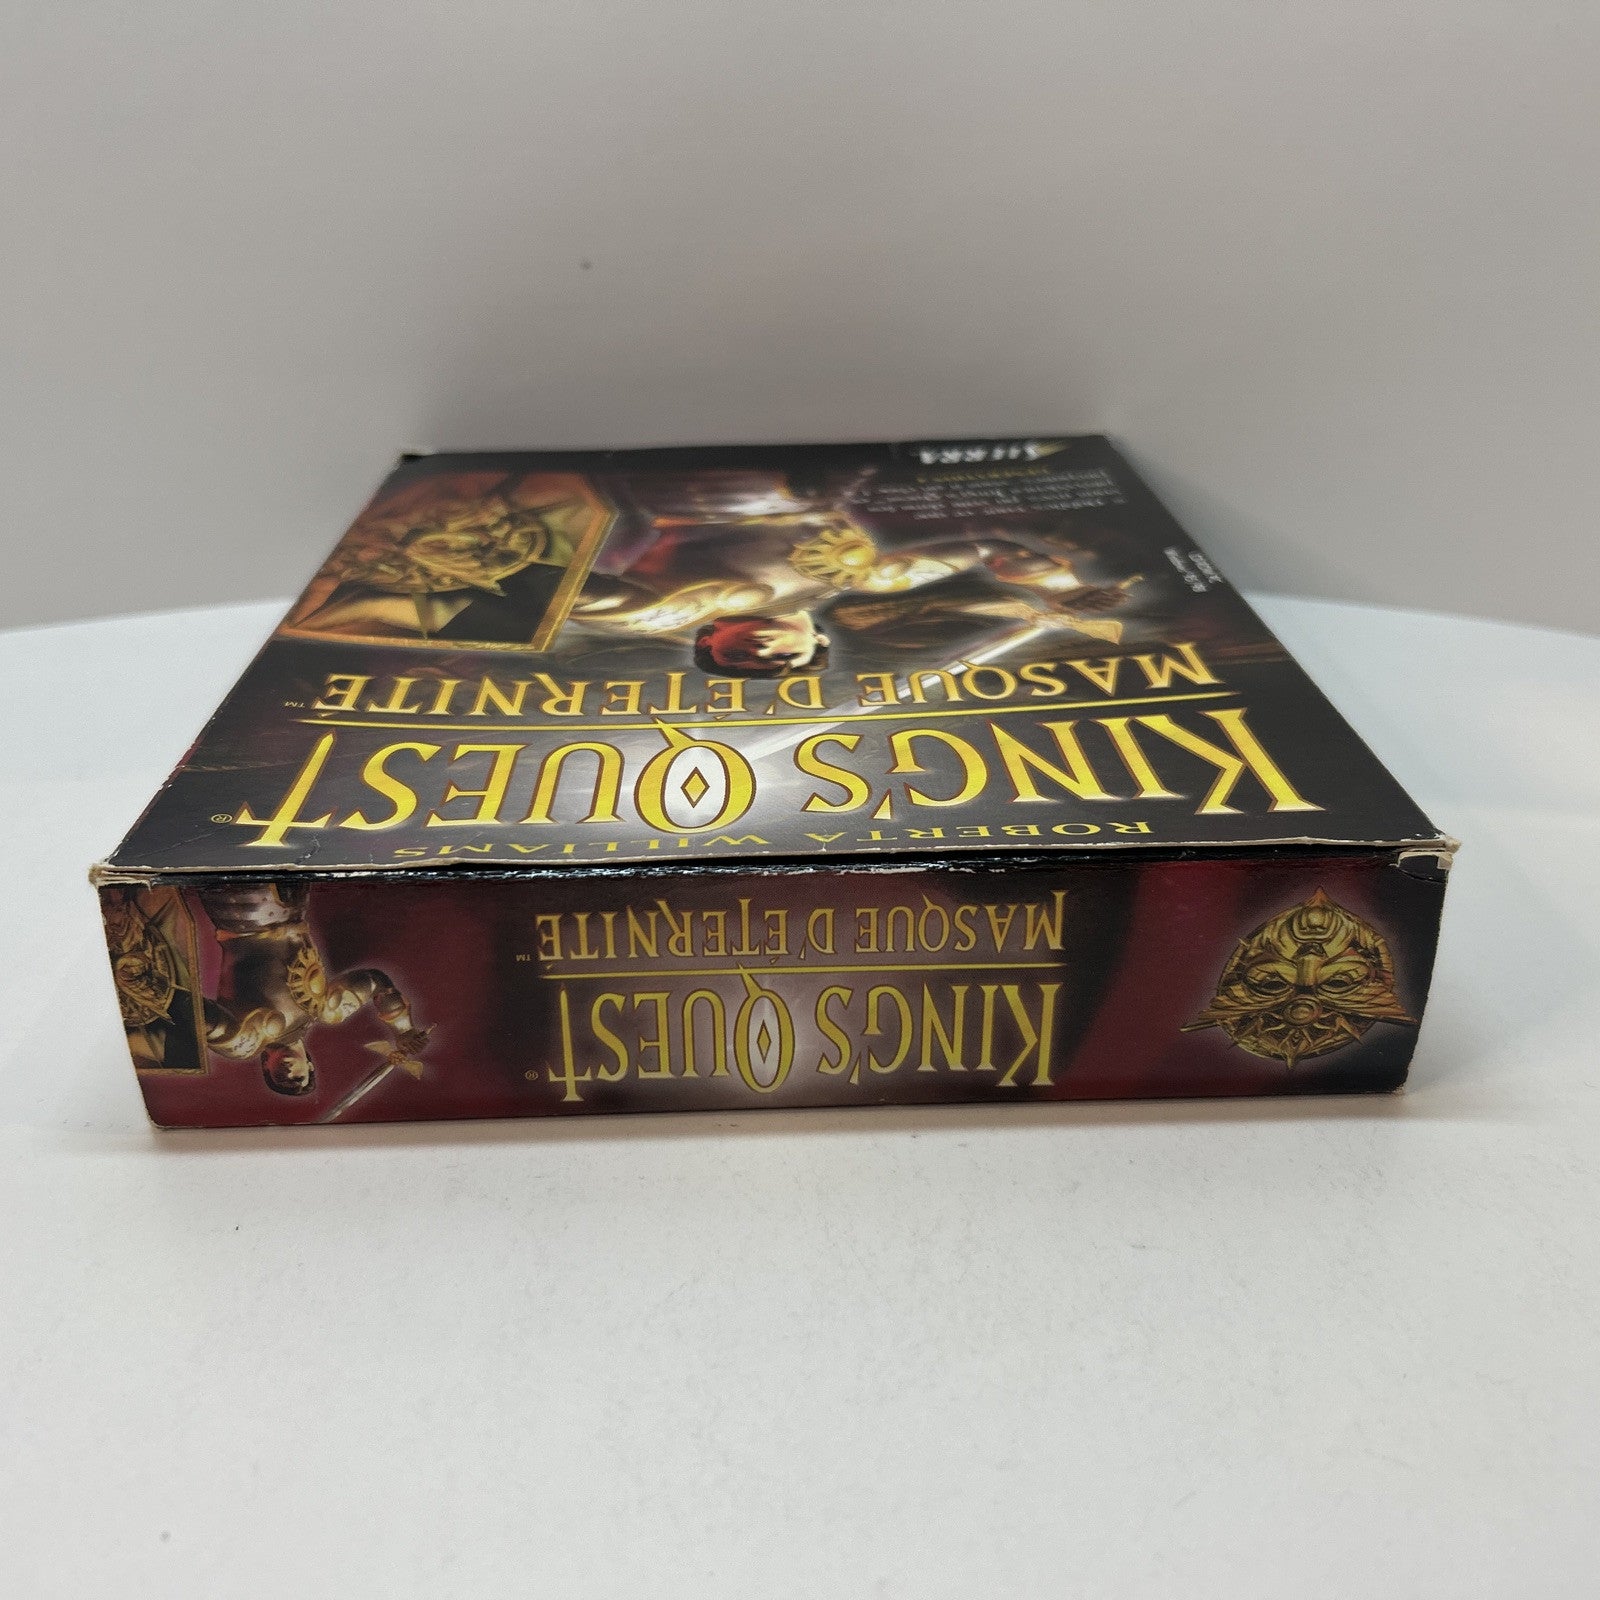 ROBERTA WILLIAMS
KING'S QUEST®
MASQUE D'ÉTERNITÉ™
SIERRA
KING'S QUEST®
MASQUE D'ÉTERNITÉ™